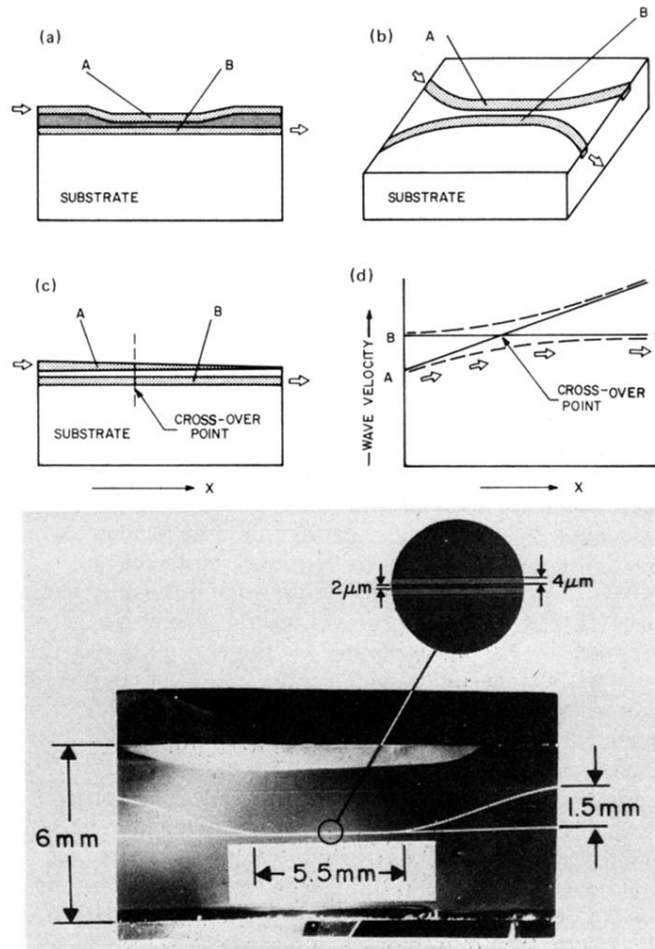 (a)
A
B
SUBSTRATE
(b)
A
B
SUBSTRATE
(c)
A
B
CROSS-OVER
POINT
SUBSTRATE
X
(d)
WAVE VELOCITY
B
A
CROSS-OVER
POINT
X
2μm
4μm
6mm
5.5mm
1.5mm